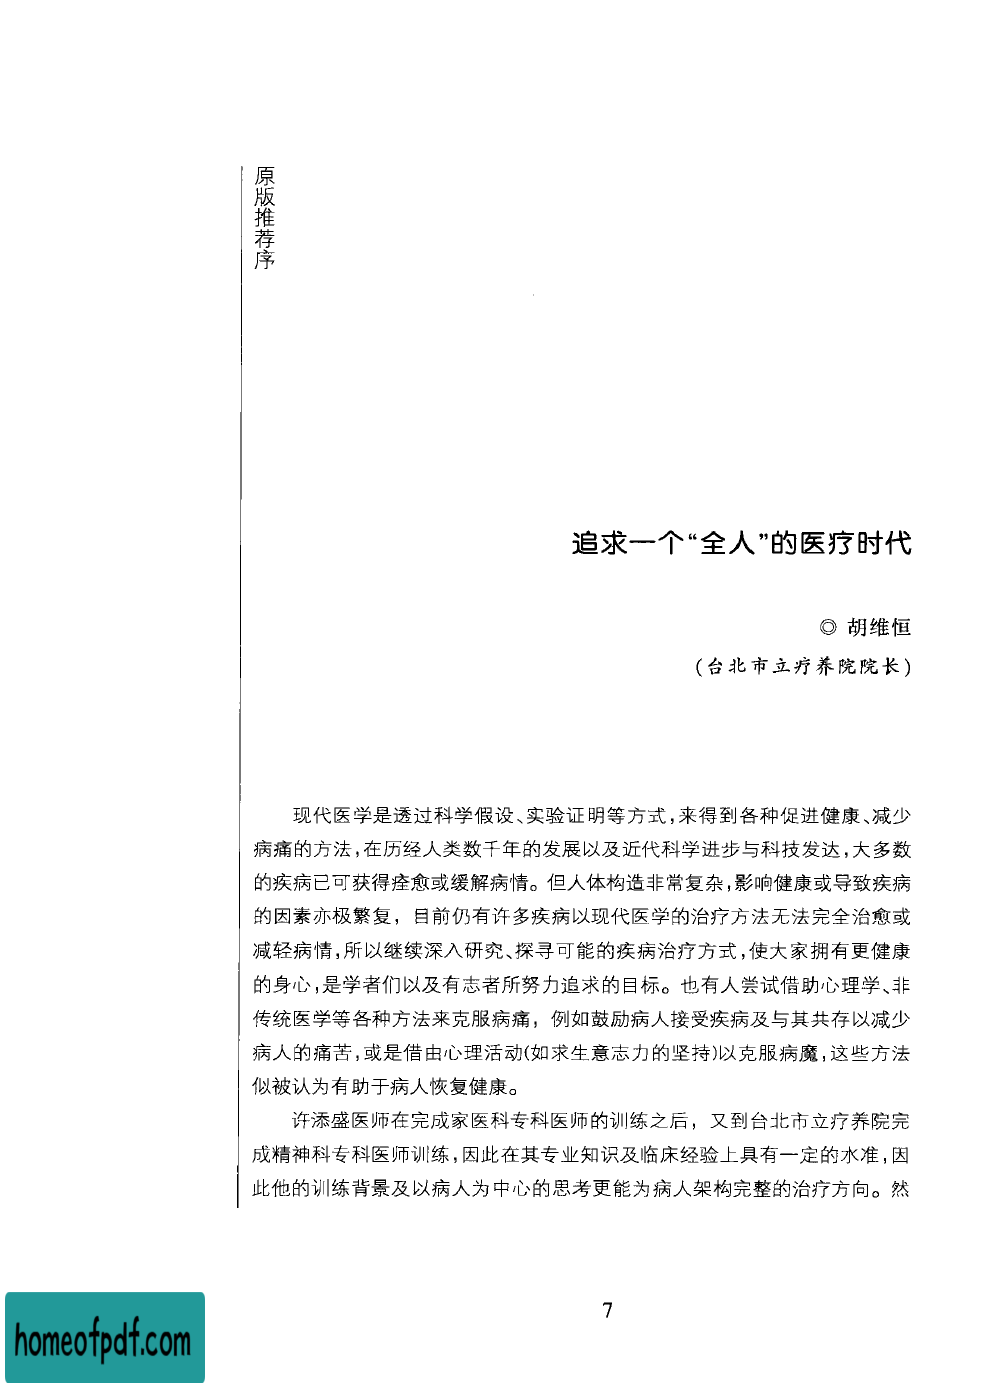 原版推荐序
追求一个“全人”的医疗时代
◎ 胡维恒
(台北市立疗养院院长)
现代医学是透过科学假设、实验证明等方式,来得到各种促进健康、减少
病痛的方法,在历经人类数千年的发展以及近代科学进步与科技发达,大多数
的疾病已可获得痊愈或缓解病情。但人体构造非常复杂,影响健康或导致疾病
的因素亦极繁复，目前仍有许多疾病以现代医学的治疗方法无法完全治愈或
减轻病情,所以继续深入研究、探寻可能的疾病治疗方式,使大家拥有更健康
的身心,是学者们以及有志者所努力追求的目标。也有人尝试借助心理学、非
传统医学等各种方法来克服病痛，例如鼓励病人接受疾病及与其共存以减少
病人的痛苦,或是借由心理活动(如求生意志力的坚持)以克服病魔,这些方法
似被认为有助于病人恢复健康。
许添盛医师在完成家医科专科医师的训练之后，又到台北市立疗养院完
成精神科专科医师训练,因此在其专业知识及临床经验上具有一定的水准,因
此他的训练背景及以病人为中心的思考更能为病人架构完整的治疗方向。然
7
homeofpdf.com